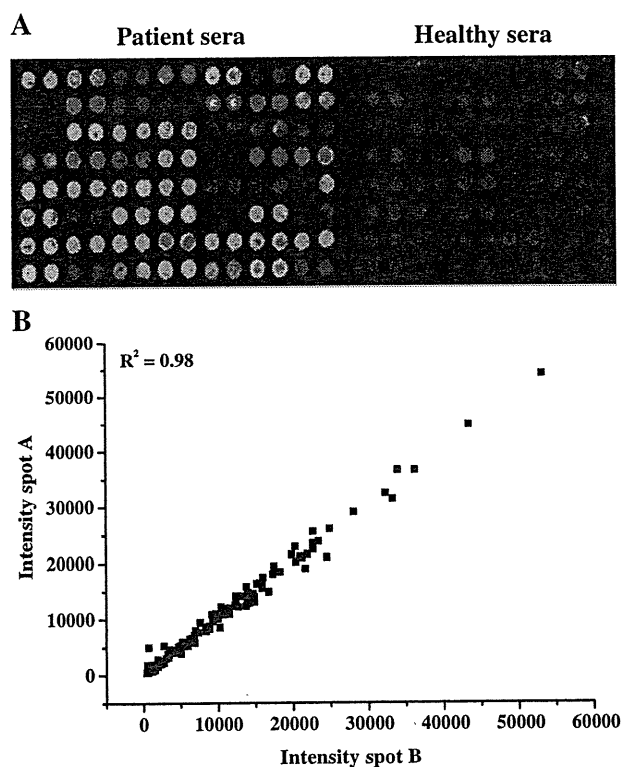 A
Patient sera Healthy sera
B
R² = 0.98
60000
50000
40000
30000
20000
10000
0
Intensity spot A
0 10000 20000 30000 40000 50000 60000
Intensity spot B